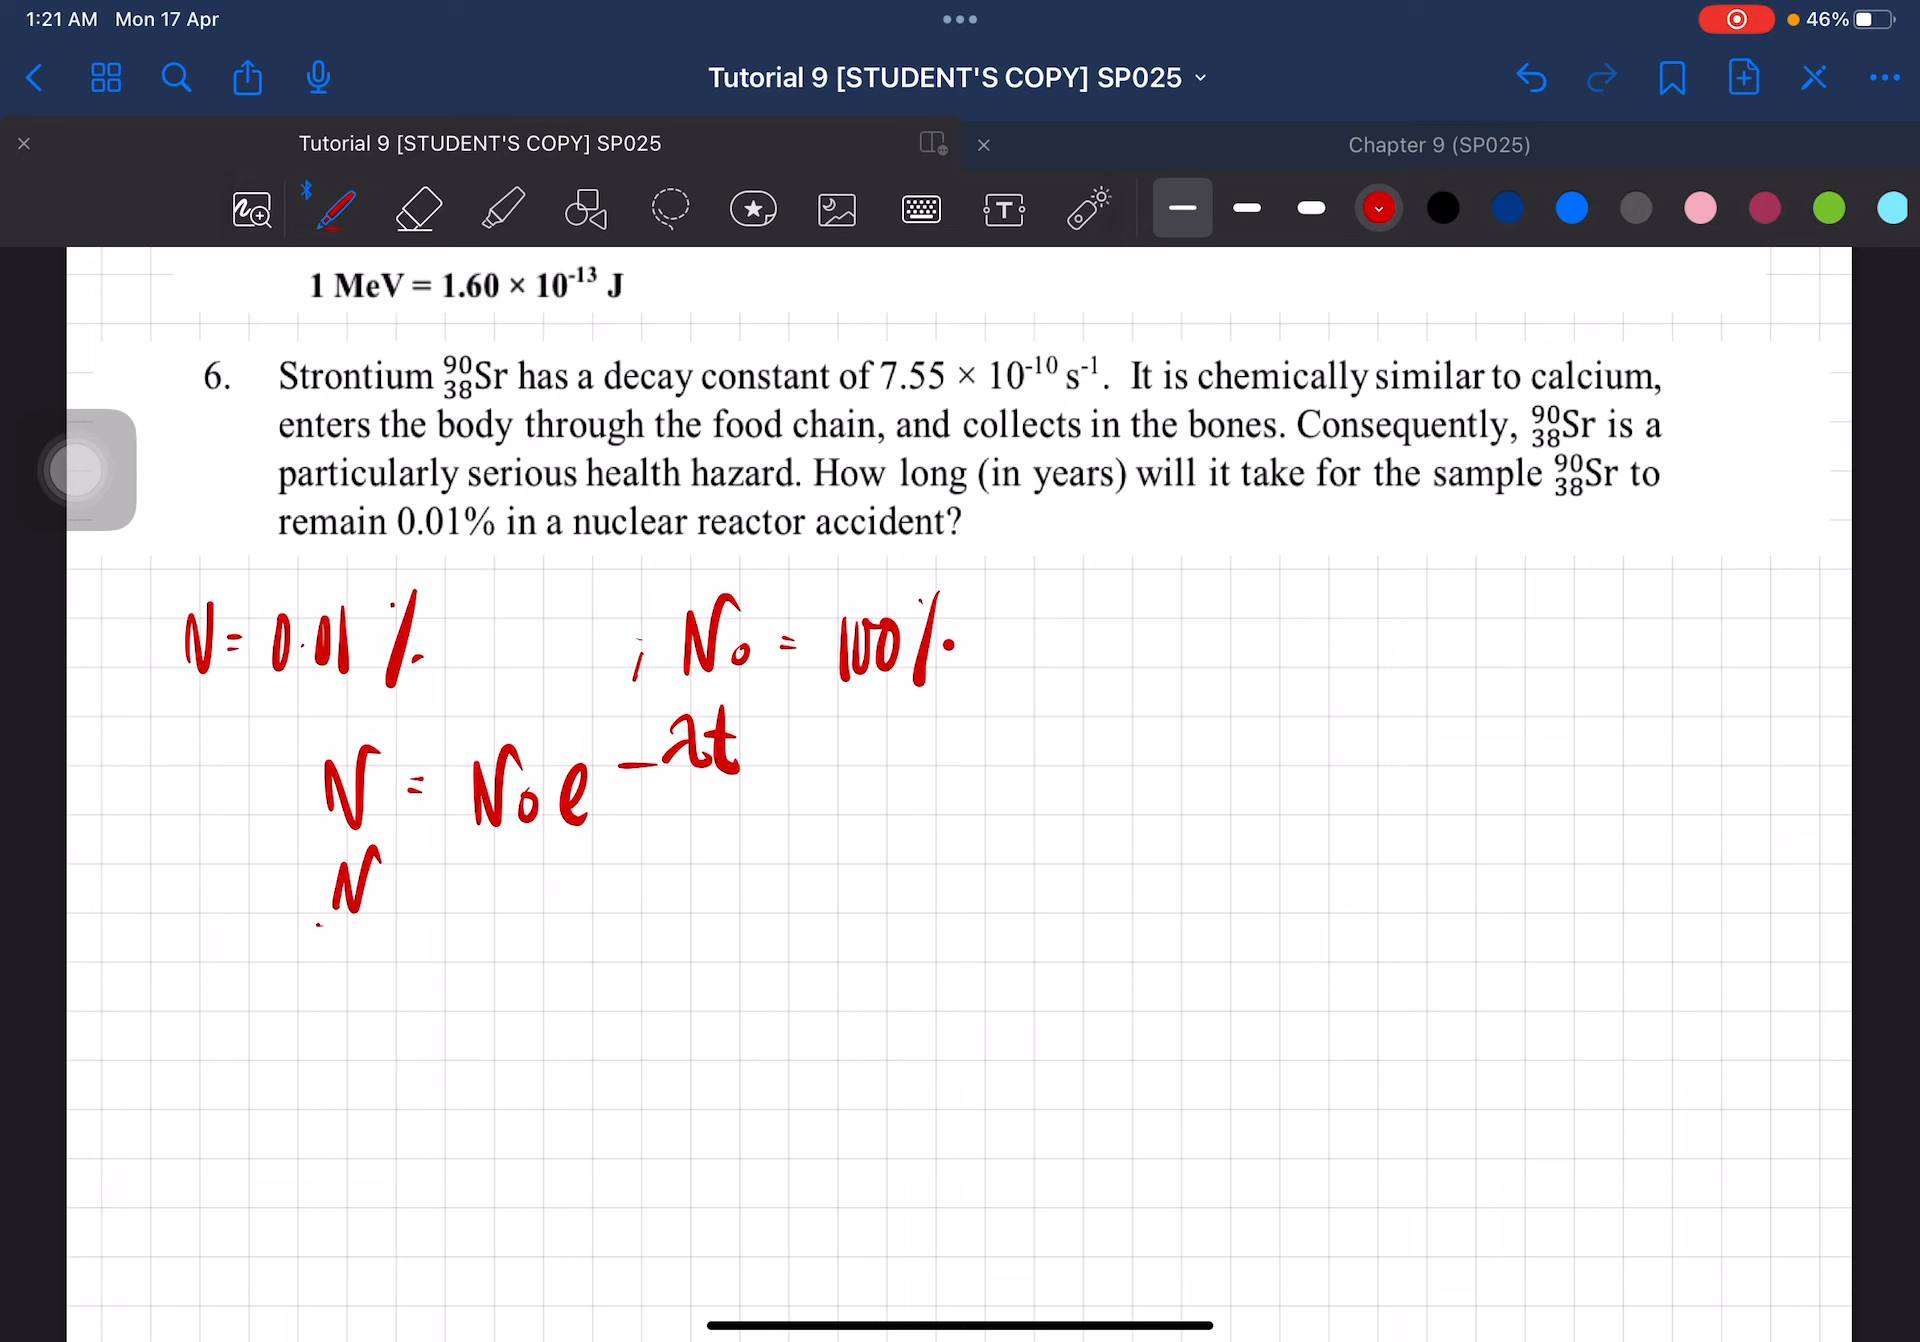 1:21 AM Mon 17 Apr 46%
Tutorial 9 [STUDENT'S COPY] SP025
Tutorial 9 [STUDENT'S COPY] SP025 Chapter 9 (SP025)
T
1 MeV = 1.60 × 10⁻¹³ J
6. Strontium ⁹⁰₃₈Sr has a decay constant of 7.55 × 10⁻¹⁰ s⁻¹. It is chemically similar to calcium,
enters the body through the food chain, and collects in the bones. Consequently, ⁹⁰₃₈Sr is a
particularly serious health hazard. How long (in years) will it take for the sample ⁹⁰₃₈Sr to
remain 0.01% in a nuclear reactor accident?
N = 0.01 % ; N₀ = 100 %
N = N₀ e^-λt
N